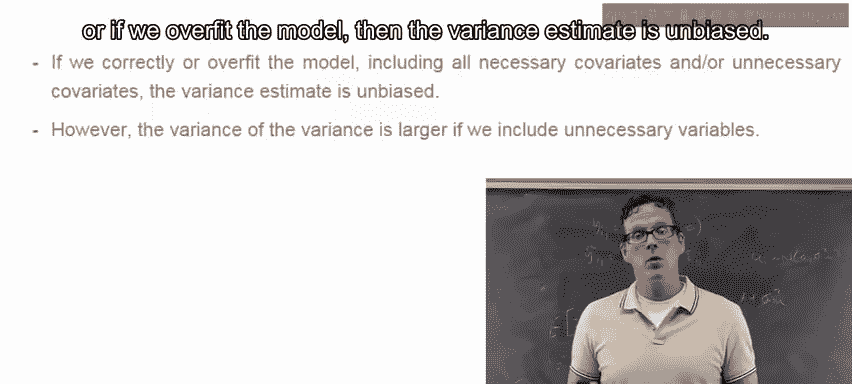 or if we overfit the model, then the variance estimate is unbiased.
- If we correctly or overfit the model, including all necessary covariates and/or unnecessary
covariates, the variance estimate is unbiased.
- However, the variance of the variance is larger if we include unnecessary variables.